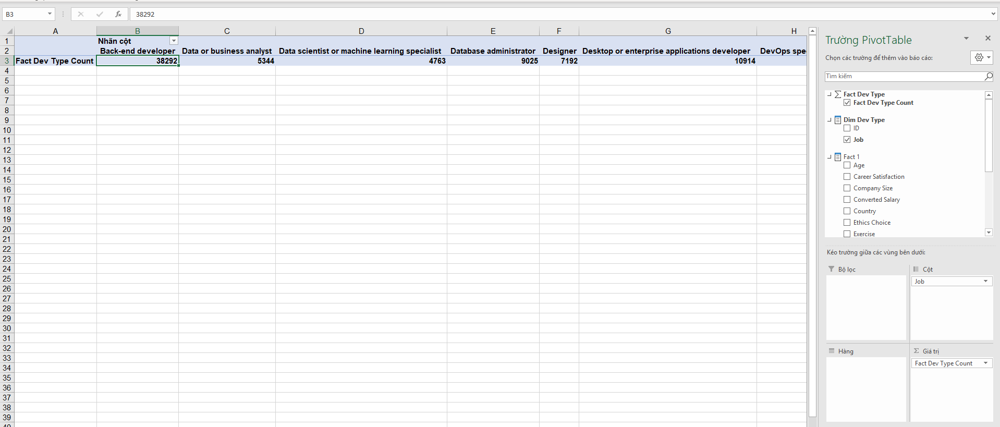 B3 fx 38292
A B C D E F G H
1 Nhãn cột
2 Back-end developer Data or business analyst Data scientist or machine learning specialist Database administrator Designer Desktop or enterprise applications developer DevOps spe
3 Fact Dev Type Count 38292 5344 4763 9025 7192 10914
4
5
6
7
8
9
10
11
12
13
14
15
16
17
18
19
20
21
22
23
24
25
26
27
28
29
30
31
32
33
34
35
36
37
38
39
40
Trường PivotTable
Chọn các trường để thêm vào báo cáo:
Tìm kiếm
Fact Dev Type
Fact Dev Type Count
Dim Dev Type
ID
Job
Fact 1
Age
Career Satisfaction
Company Size
Converted Salary
Country
Ethics Choice
Exercise
Kéo trường giữa các vùng bên dưới:
Bộ lọc
Cột
Job
Hàng
Σ Giá trị
Fact Dev Type Count